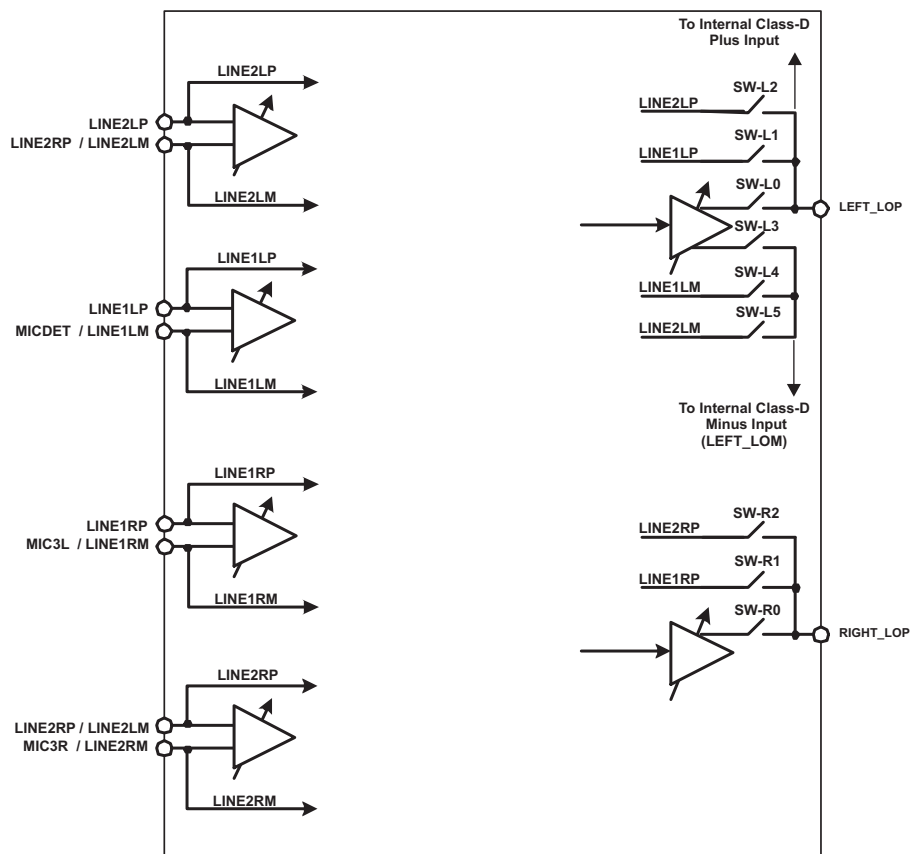 To Internal Class-D
Plus Input
LINE2LP
SW-L2
LINE2LP
LINE2LP
LINE2RP / LINE2LM
SW-L1
LINE1LP
SW-L0
LINE2LM
LEFT_LOP
SW-L3
LINE1LP
SW-L4
LINE1LM
LINE1LP
MICDET / LINE1LM
SW-L5
LINE2LM
LINE1LM
To Internal Class-D
Minus Input
(LEFT_LOM)
LINE1RP
SW-R2
LINE2RP
LINE1RP
MIC3L / LINE1RM
SW-R1
LINE1RP
LINE1RM
SW-R0
RIGHT_LOP
LINE2RP
LINE2RP / LINE2LM
MIC3R / LINE2RM
LINE2RM